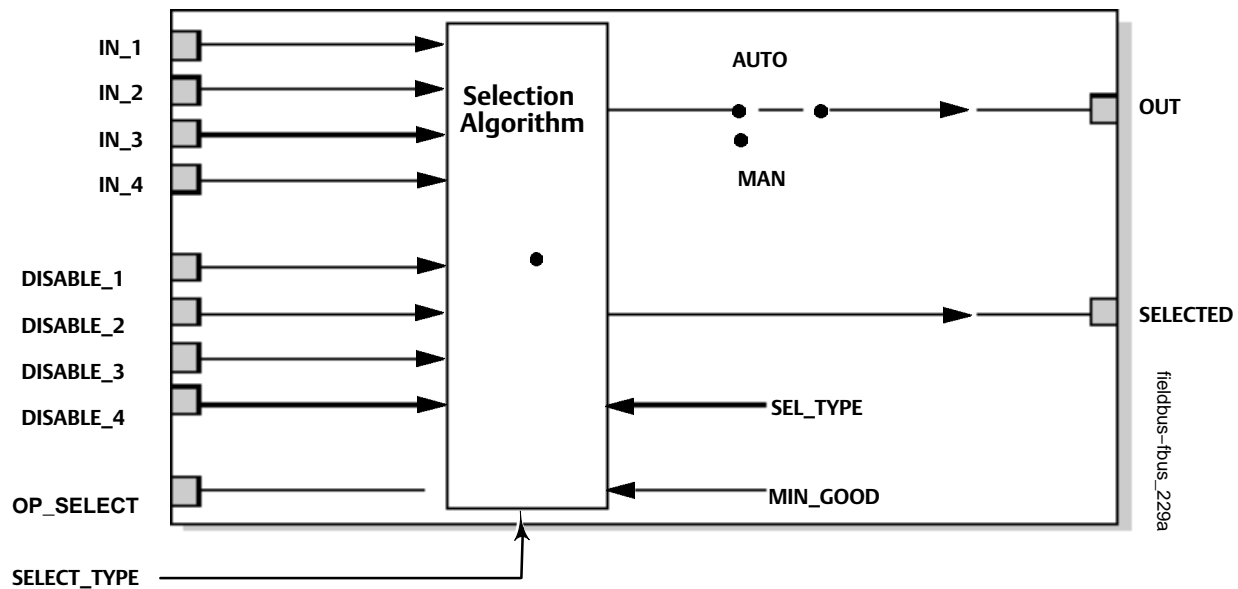 IN_1
IN_2
IN_3
IN_4
DISABLE_1
DISABLE_2
DISABLE_3
DISABLE_4
OP_SELECT
SELECT_TYPE
Selection
Algorithm
AUTO
MAN
OUT
SELECTED
SEL_TYPE
MIN_GOOD
fieldbus−fbus_229a